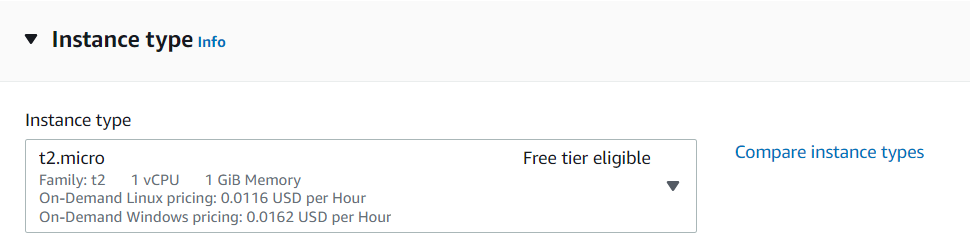 Instance type Info
Instance type
t2.micro Free tier eligible
Family: t2 1 vCPU 1 GiB Memory
On-Demand Linux pricing: 0.0116 USD per Hour
On-Demand Windows pricing: 0.0162 USD per Hour
Compare instance types